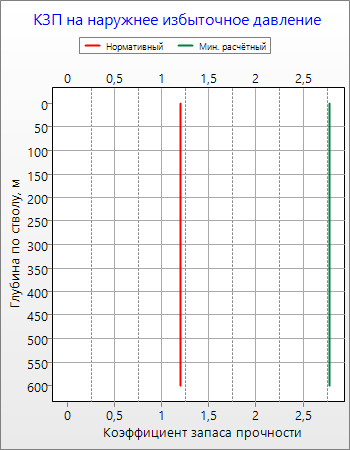 КЗП на наружнее избыточное давление
Нормативный Мин. расчётный
0 0,5 1 1,5 2 2,5
0
50
100
150
200
250
300
350
400
450
500
550
600
Глубина по стволу, м
0 0,5 1 1,5 2 2,5
Коэффициент запаса прочности